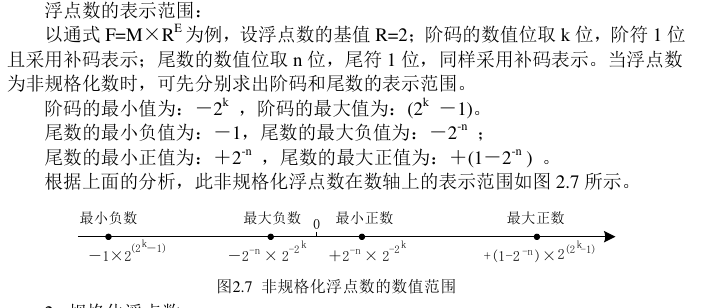 浮点数的表示范围：
以通式 F=M×R^E 为例，设浮点数的基值 R=2；阶码的数值位取 k 位，阶符 1 位
且采用补码表示；尾数的数值位取 n 位，尾符 1 位，同样采用补码表示。当浮点数
为非规格化数时，可先分别求出阶码和尾数的表示范围。
阶码的最小值为：－2^k ，阶码的最大值为：(2^k －1)。
尾数的最小负值为：－1，尾数的最大负值为：－2^-n ；
尾数的最小正值为：＋2^-n ，尾数的最大正值为：＋(1－2^-n ) 。
根据上面的分析，此非规格化浮点数在数轴上的表示范围如图 2.7 所示。
最小负数 最大负数 0 最小正数 最大正数
－1×2^(2^k－1) －2^-n × 2^-2^k ＋2^-n × 2^-2^k +(1-2^-n)×2^(2^k-1)
图2.7 非规格化浮点数的数值范围